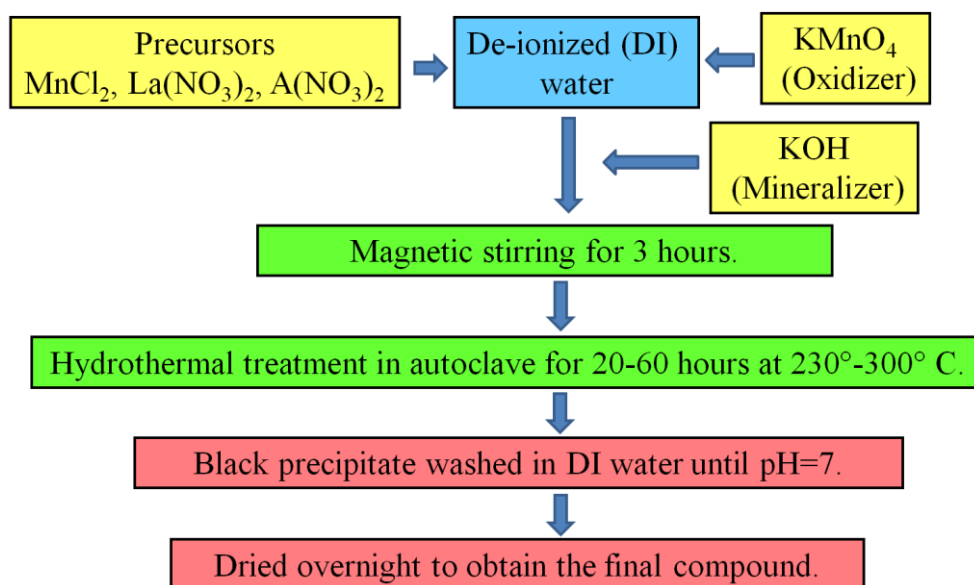 Precursors
MnCl₂, La(NO₃)₂, A(NO₃)₂
De-ionized (DI)
water
KMnO₄
(Oxidizer)
KOH
(Mineralizer)
Magnetic stirring for 3 hours.
Hydrothermal treatment in autoclave for 20-60 hours at 230°-300° C.
Black precipitate washed in DI water until pH=7.
Dried overnight to obtain the final compound.